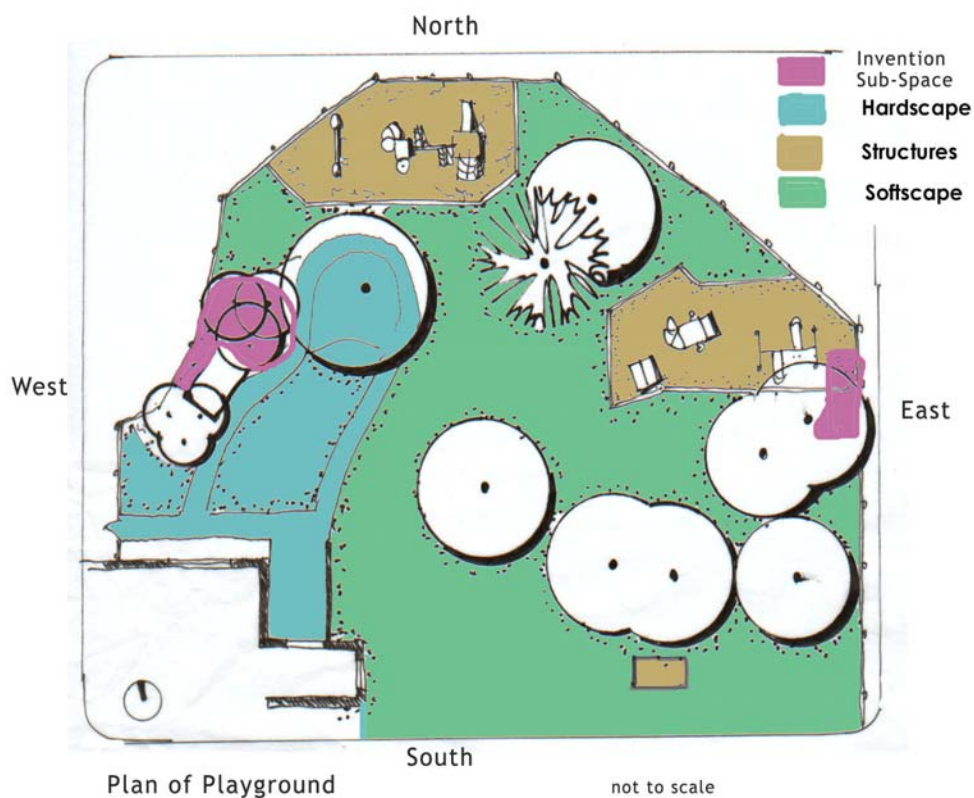 North
Invention
Sub-Space
Hardscape
Structures
Softscape
West
East
South
Plan of Playground
not to scale